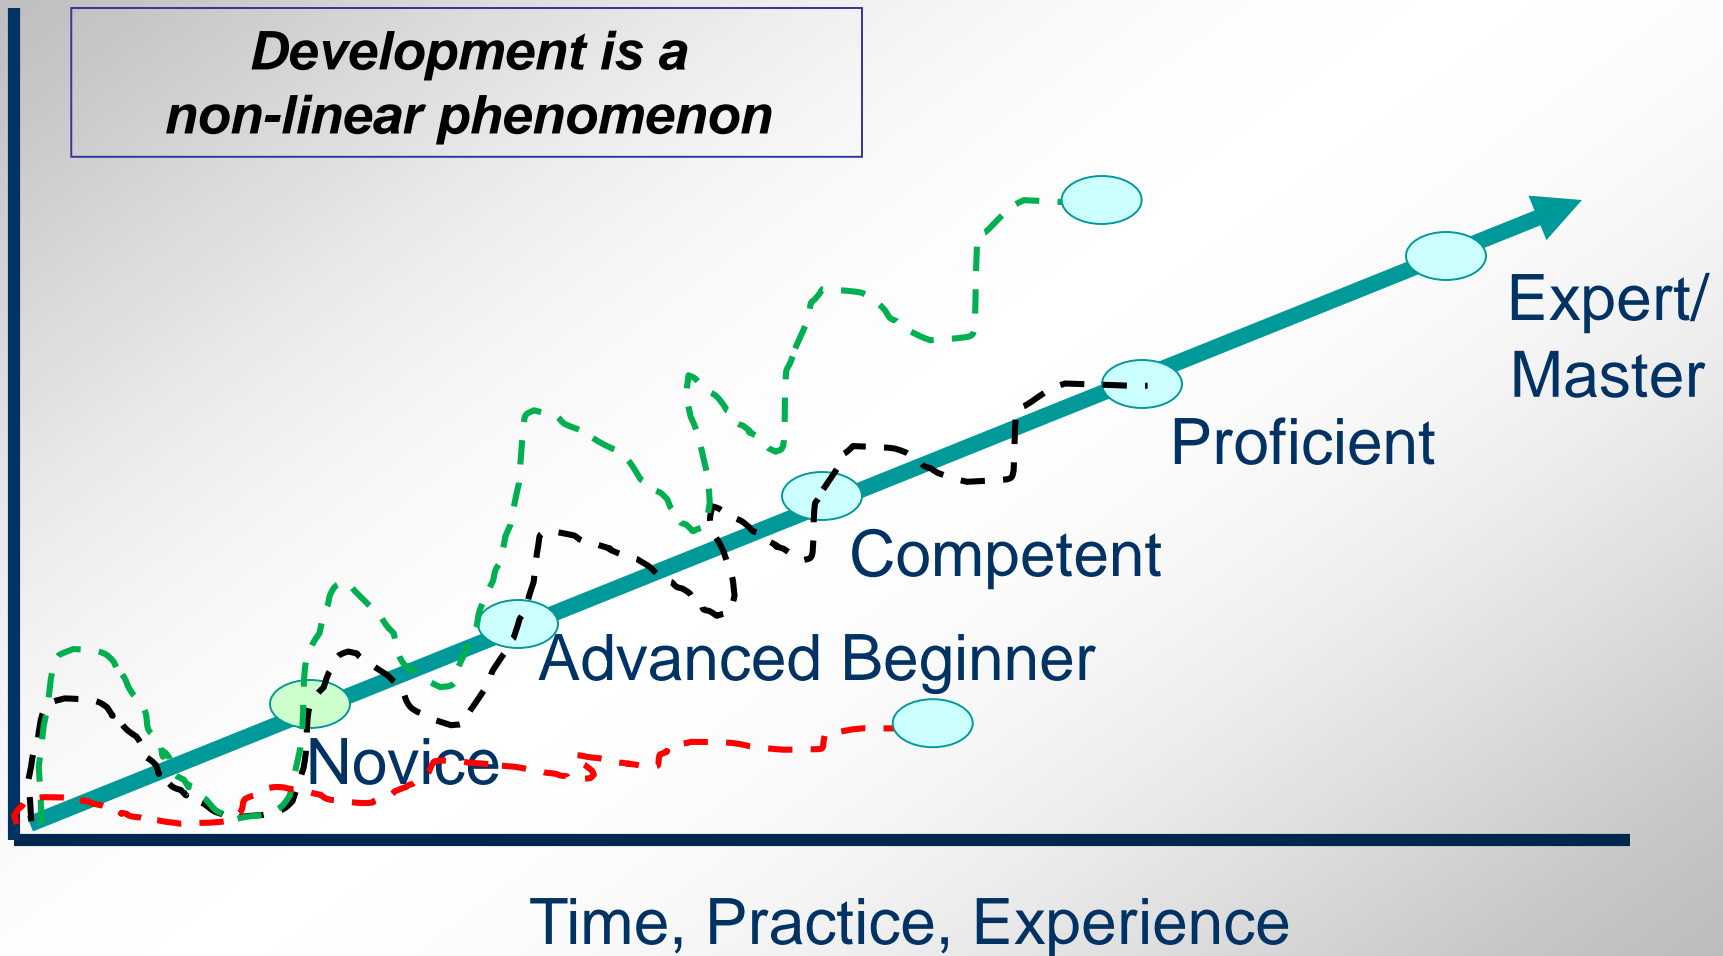 Development is a
non-linear phenomenon
Expert/
Master
Proficient
Competent
Advanced Beginner
Novice
Time, Practice, Experience